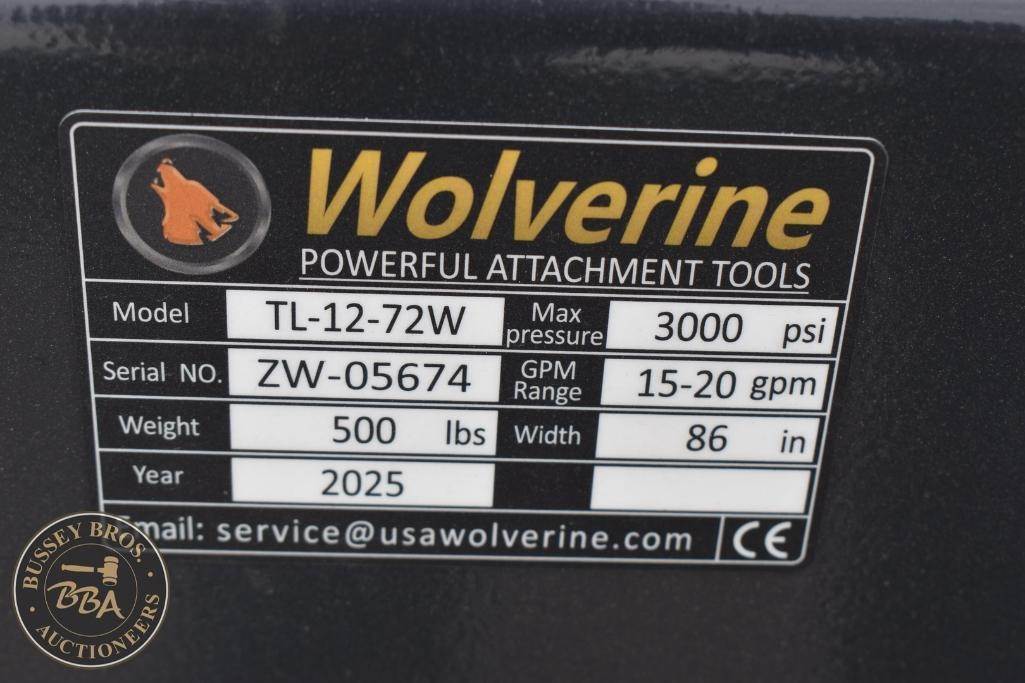 Wolverine
POWERFUL ATTACHMENT TOOLS
Model TL-12-72W Max pressure 3000 psi
Serial NO. ZW-05674 GPM Range 15-20 gpm
Weight 500 lbs Width 86 in
Year 2025
Email: service@usawolverine.com CE
BUSSEY BROS.
BBA
AUCTIONEERS